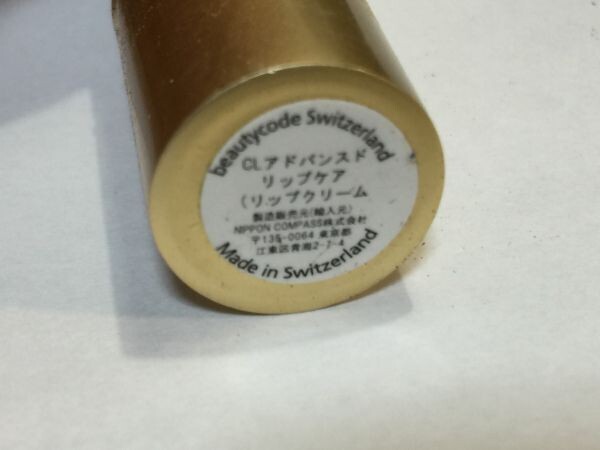 beautycode Switzerland
CLアドバンスド
リップケア
(リップクリーム
製造販売元(輸入元)
NIPPON COMPASS株式会社
〒135-0064 東京都
江東区青海2-7-4
Made in Switzerland